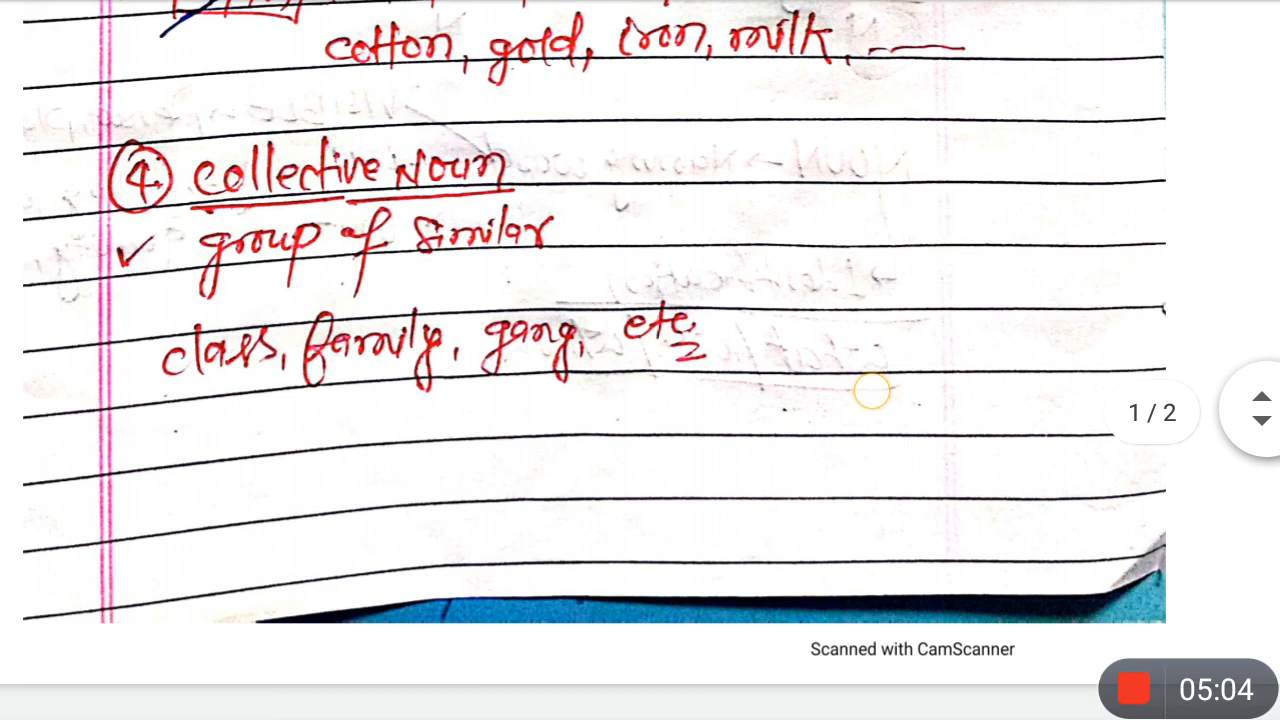 cotton, gold, iron, milk, ——
④ collective Noun
✓ group of similar
class, family, gang, etc
1 / 2
Scanned with CamScanner
05:04